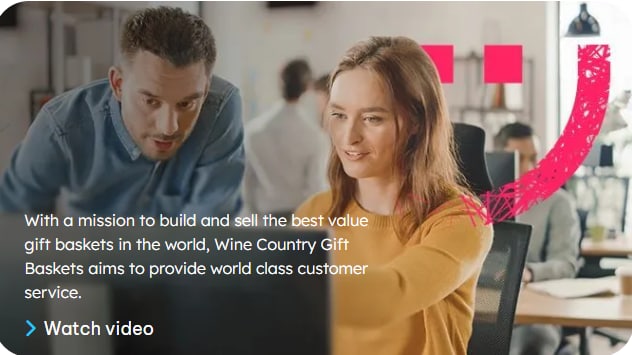 With a mission to build and sell the best value
gift baskets in the world, Wine Country Gift
Baskets aims to provide world class customer
service.
Watch video